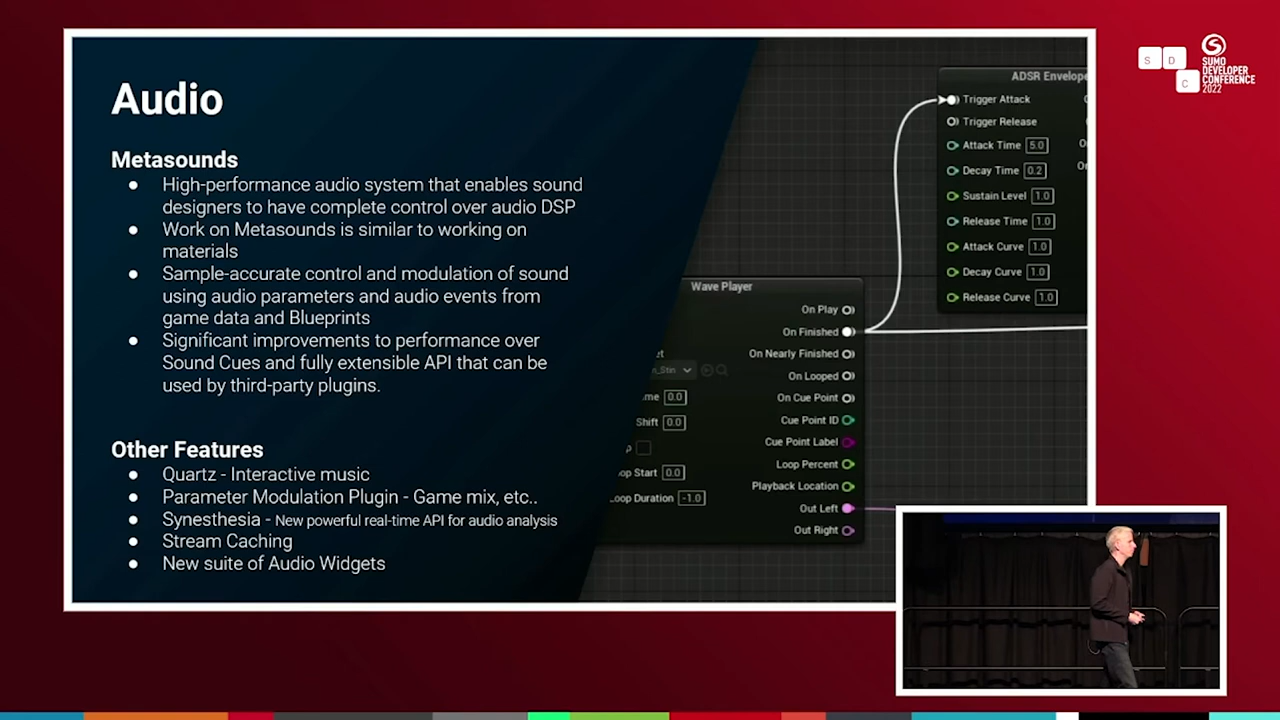 Audio
Metasounds
● High-performance audio system that enables sound
designers to have complete control over audio DSP
● Work on Metasounds is similar to working on
materials
● Sample-accurate control and modulation of sound
using audio parameters and audio events from
game data and Blueprints
● Significant improvements to performance over
Sound Cues and fully extensible API that can be
used by third-party plugins.
Other Features
● Quartz - Interactive music
● Parameter Modulation Plugin - Game mix, etc..
● Synesthesia - New powerful real-time API for audio analysis
● Stream Caching
● New suite of Audio Widgets
Wave Player
On Play
On Finished
On Nearly Finished
On Looped
On Cue Point
0.0
Cue Point ID
Shift 0.0
Cue Point Label
Loop Percent
Start 0.0
Playback Location
Loop Duration -1.0
Out Left
Out Right
ADSR Envelope
Trigger Attack
Trigger Release
Attack Time 5.0
Decay Time 0.2
Sustain Level 1.0
Release Time 1.0
Attack Curve 1.0
Decay Curve 1.0
Release Curve 1.0
S D
C
SUMO
DEVELOPER
CONFERENCE
2022